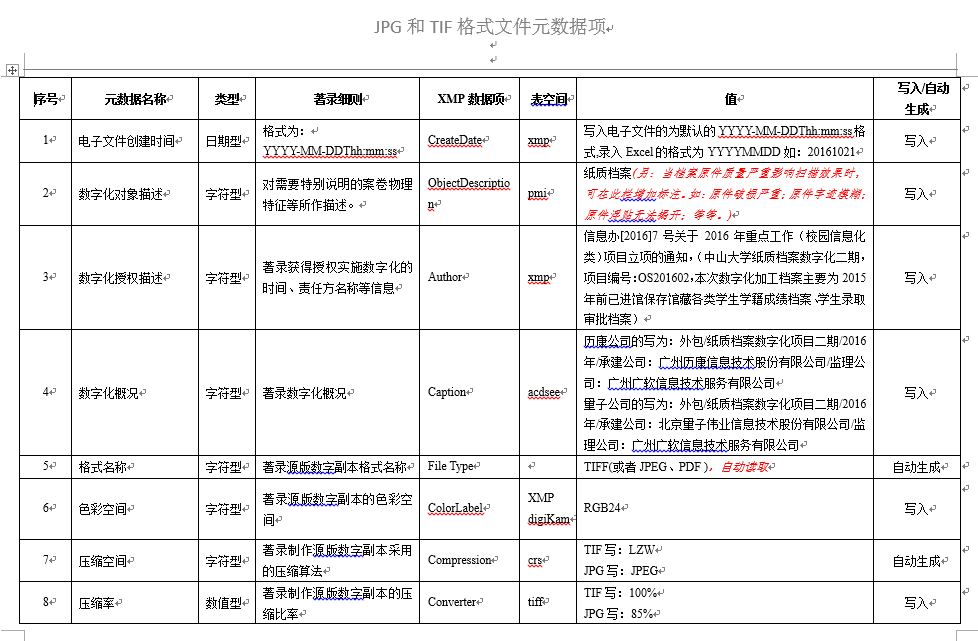 JPG 和 TIF 格式文件元数据项
序号 元数据名称 类型 著录细则 XMP 数据项 表空间 值 写入/自动
生成
1 电子文件创建时间 日期型 格式为：
YYYY-MM-DDThh:mm:ss
CreateDate xmp 写入电子文件的为默认的 YYYY-MM-DDThh:mm:ss 格
式,录入 Excel 的格式为 YYYYMMDD 如：20161021
写入
2 数字化对象描述 字符型 对需要特别说明的案卷物理
特征等所作描述。
ObjectDescriptio
n
pmi 纸质档案(另：当档案原件质量严重影响扫描效果时，
可在此栏增加标注。如：原件破损严重；原件字迹模糊；
原件返贴无法揭开；等等。)
写入
3 数字化授权描述 字符型 著录获得授权实施数字化的
时间、责任方名称等信息
Author xmp 信息办[2016]7 号关于 2016 年重点工作（校园信息化
类）项目立项的通知，（中山大学纸质档案数字化二期，
项目编号：OS201602，本次数字化加工档案主要为 2015
年前已进馆保存馆藏各类学生学籍成绩档案、学生录取
审批档案）
写入
4 数字化概况 字符型 著录数字化概况 Caption acdsee 历康公司的写为：外包/纸质档案数字化项目二期/2016
年/承建公司：广州历康信息技术股份有限公司/监理公
司：广州广软信息技术服务有限公司
量子公司的写为：外包/纸质档案数字化项目二期/2016
年/承建公司：北京量子伟业信息技术股份有限公司/监
理公司：广州广软信息技术服务有限公司
写入
5 格式名称 字符型 著录源版数字副本格式名称 File Type TIFF(或者 JPEG、PDF )，自动读取 自动生成
6 色彩空间 字符型 著录源版数字副本的色彩空
间
ColorLabel XMP
digiKam
RGB24 写入
7 压缩空间 字符型 著录制作源版数字副本采用
的压缩算法
Compression crs TIF 写：LZW
JPG 写：JPEG
自动生成
8 压缩率 数值型 著录制作源版数字副本的压
缩比率
Converter tiff TIF 写：100%
JPG 写：85%
写入